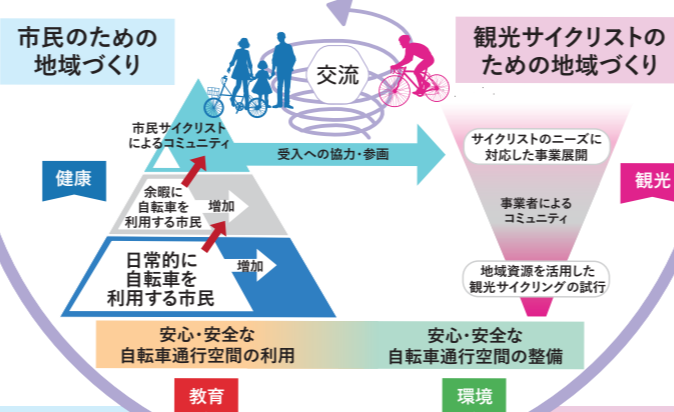 市民のための
地域づくり
交流
観光サイクリストの
ための地域づくり
市民サイクリスト
によるコミュニティ
受入への協力・参画
サイクリストのニーズに
対応した事業展開
健康
観光
余暇に
自転車を
利用する市民
増加
事業者による
コミュニティ
日常的に
自転車を
利用する市民
増加
地域資源を活用した
観光サイクリングの試行
安心・安全な
自転車通行空間の利用
安心・安全な
自転車通行空間の整備
教育
環境